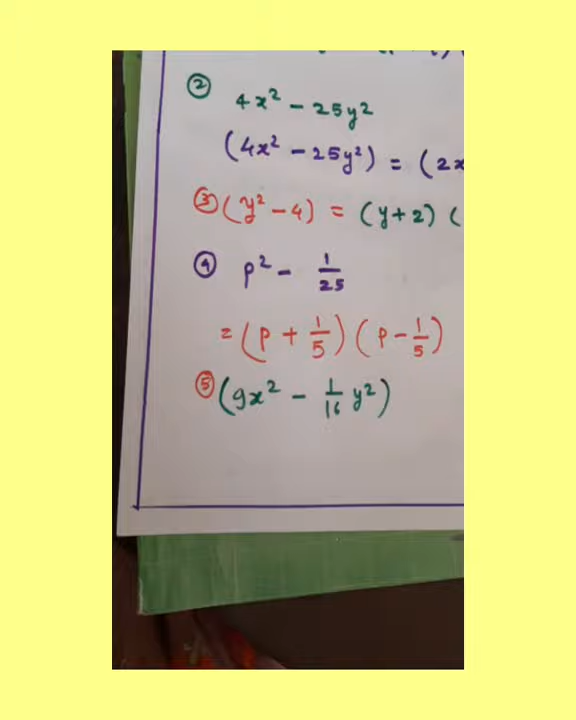 ② 4x² - 25y²
(4x² - 25y²) = (2x
③ (y² - 4) = (y+2) (
④ p² - 1/25
= (p + 1/5) (p - 1/5)
⑤ (9x² - 1/16 y²)